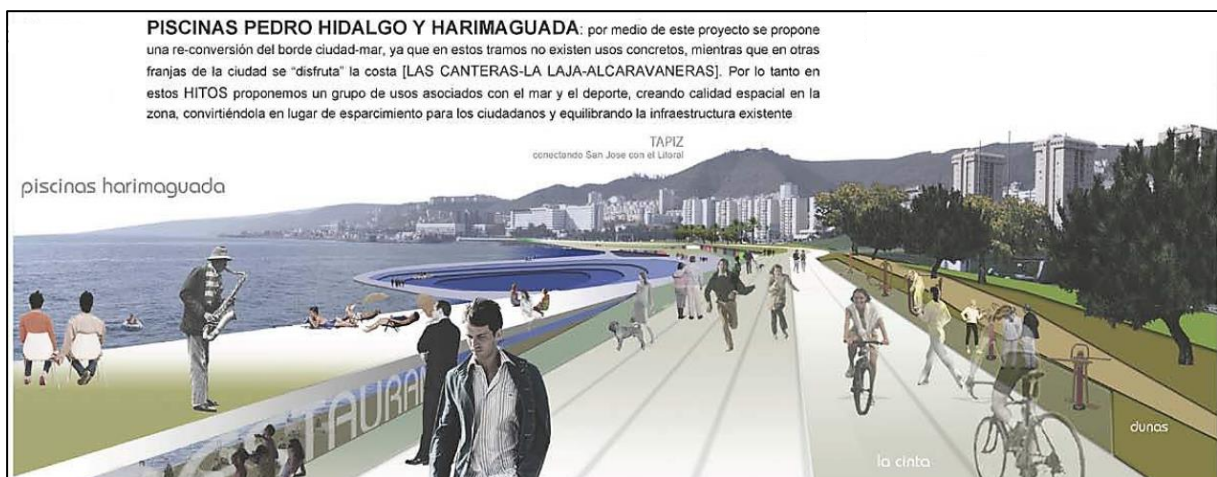 PISCINAS PEDRO HIDALGO Y HARIMAGUADA: por medio de este proyecto se propone
una re-conversión del borde ciudad-mar, ya que en estos tramos no existen usos concretos, mientras que en otras
franjas de la ciudad se "disfruta" la costa [LAS CANTERAS-LA LAJA-ALCARAVANERAS]. Por lo tanto en
estos HITOS proponemos un grupo de usos asociados con el mar y el deporte, creando calidad espacial en la
zona, convirtiéndola en lugar de esparcimiento para los ciudadanos y equilibrando la infraestructura existente
TAPIZ
conectando San Jose con el Litoral
piscinas harimaguada
TAURAN
dunas
la cinta